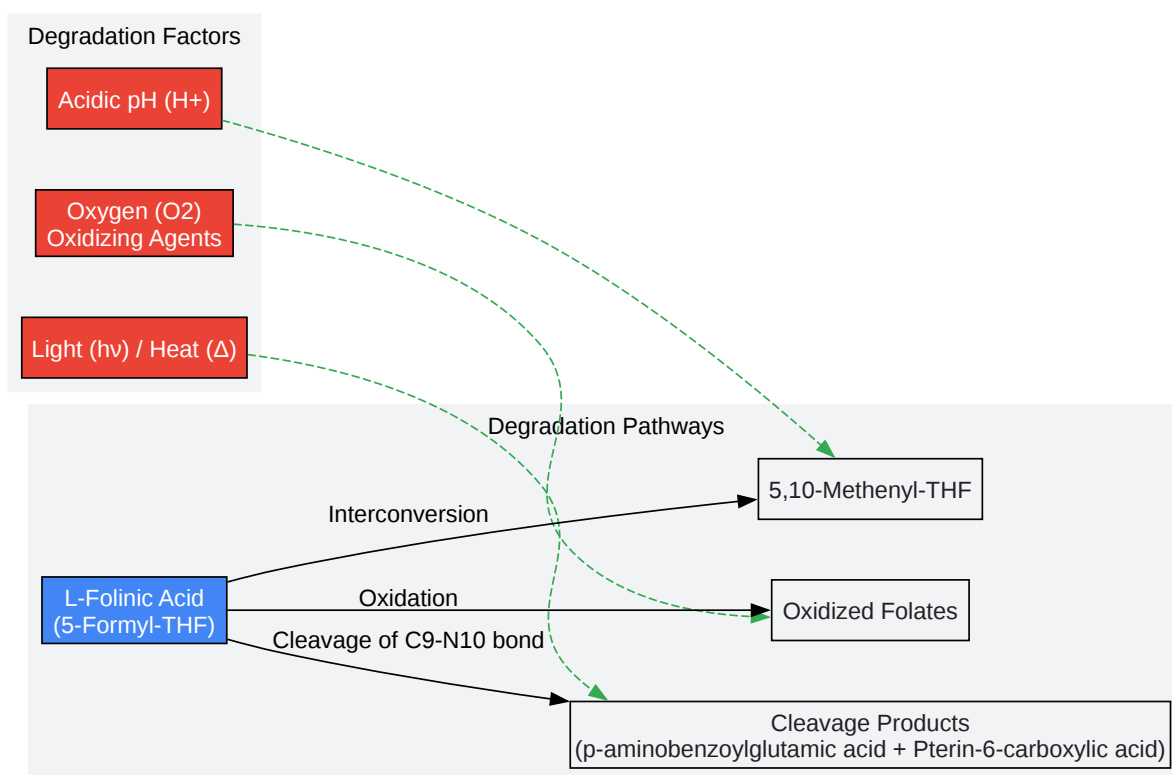 Degradation Factors
Acidic pH (H+)
Oxygen (O2)
Oxidizing Agents
Light (hν) / Heat (Δ)
Degradation Pathways
5,10-Methenyl-THF
Interconversion
L-Folinic Acid
(5-Formyl-THF)
Oxidation
Oxidized Folates
Cleavage of C9-N10 bond
Cleavage Products
(p-aminobenzoylglutamic acid + Pterin-6-carboxylic acid)